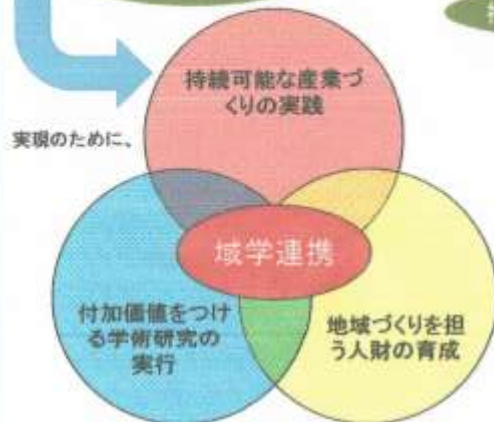 持続可能な産業づ
くりの実践
実現のために、
域学連携
付加価値をつけ
る学術研究の
実行
地域づくりを担
う人財の育成